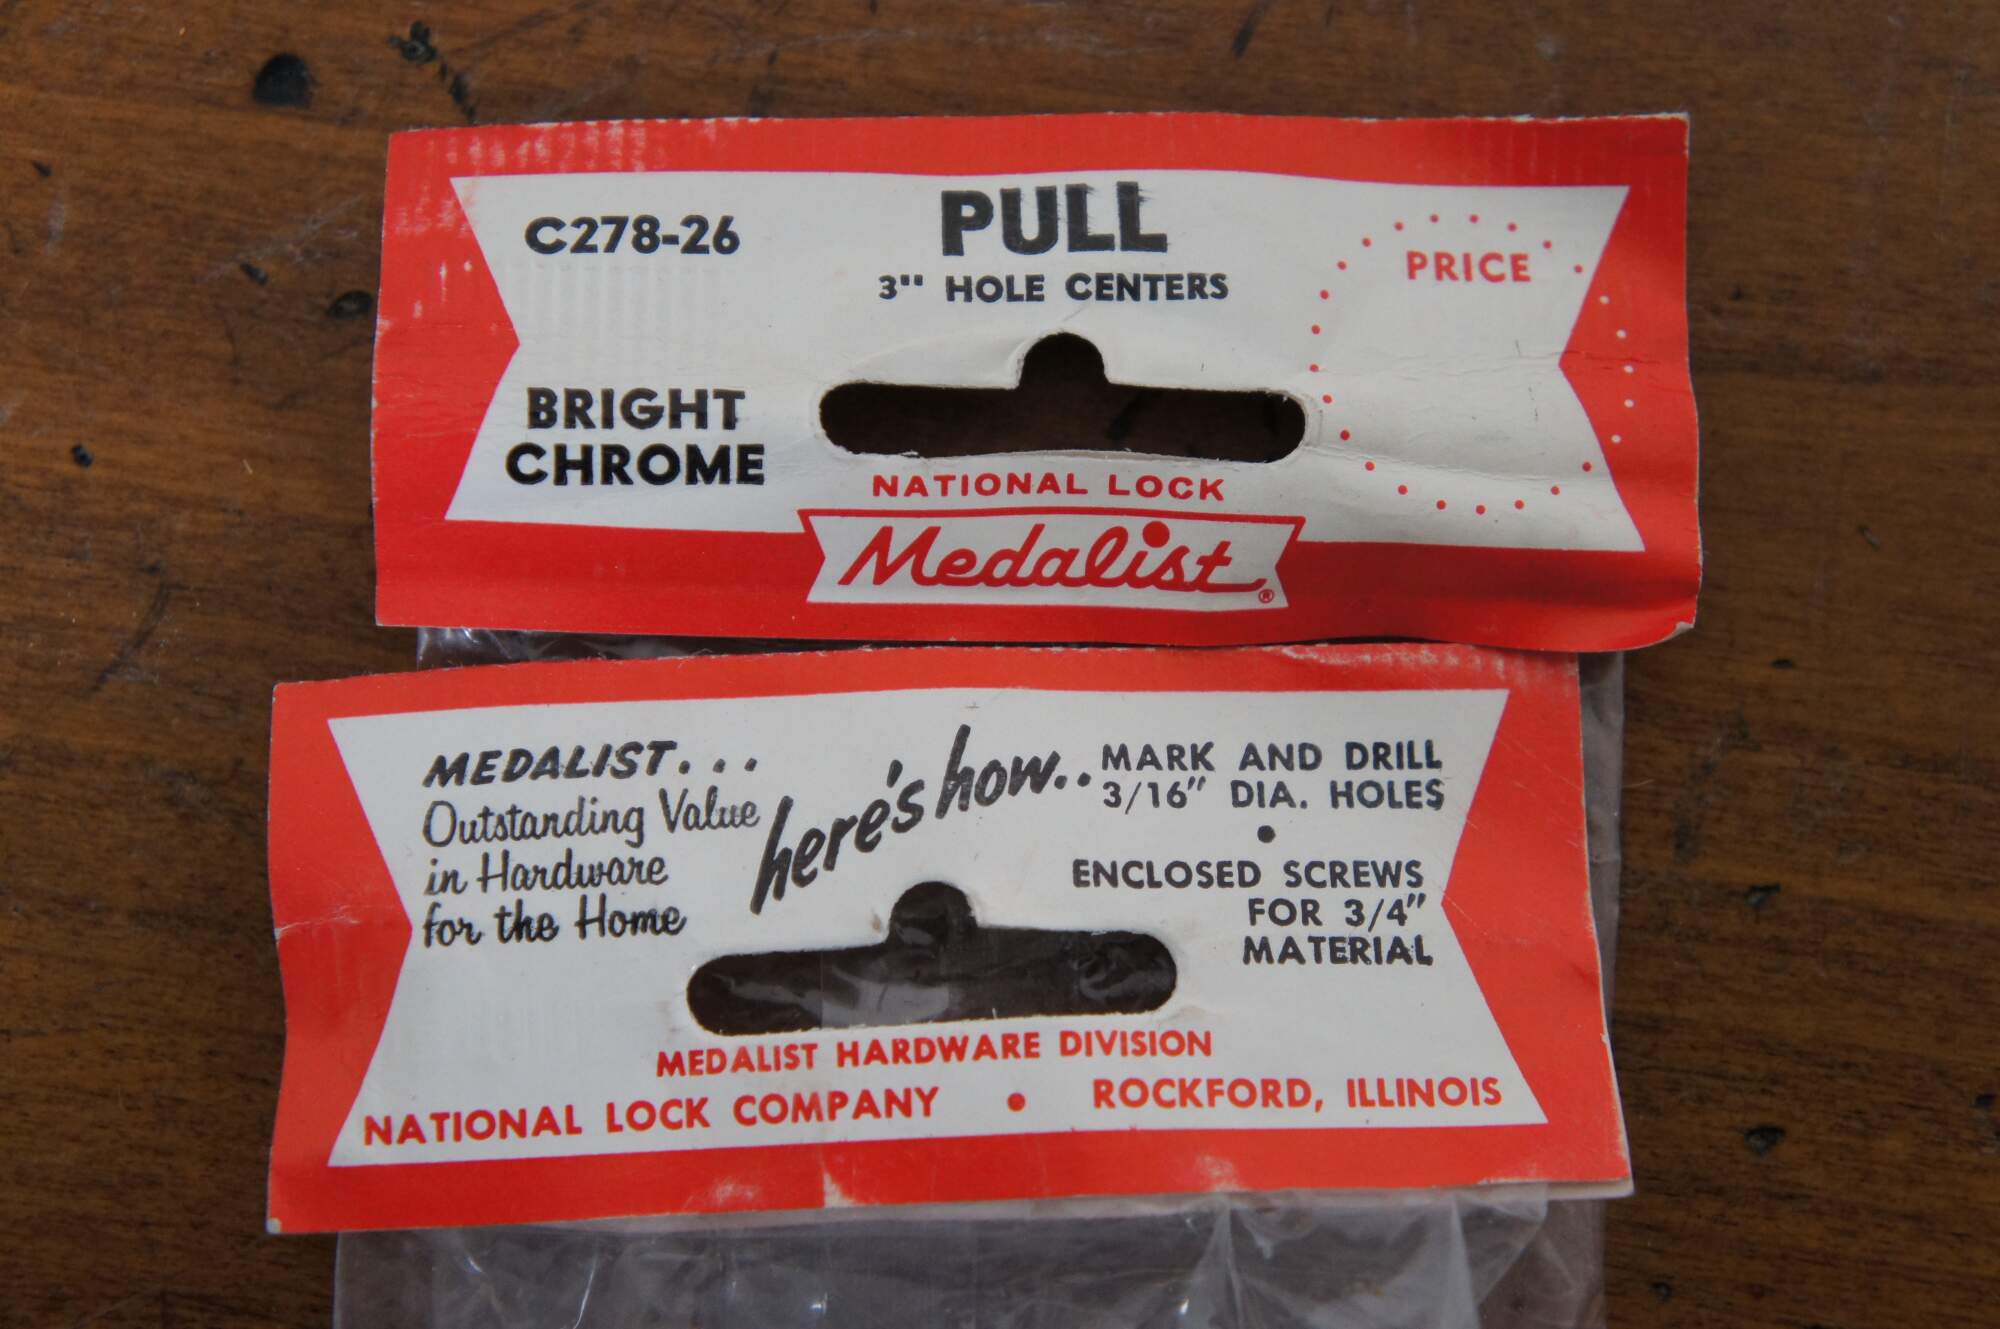 C278-26
PULL
3" HOLE CENTERS
PRICE
BRIGHT
CHROME
NATIONAL LOCK
Medalist®
MEDALIST...
Outstanding Value
in Hardware
for the Home
here's how..
MARK AND DRILL
3/16" DIA. HOLES
•
ENCLOSED SCREWS
FOR 3/4"
MATERIAL
MEDALIST HARDWARE DIVISION
NATIONAL LOCK COMPANY • ROCKFORD, ILLINOIS